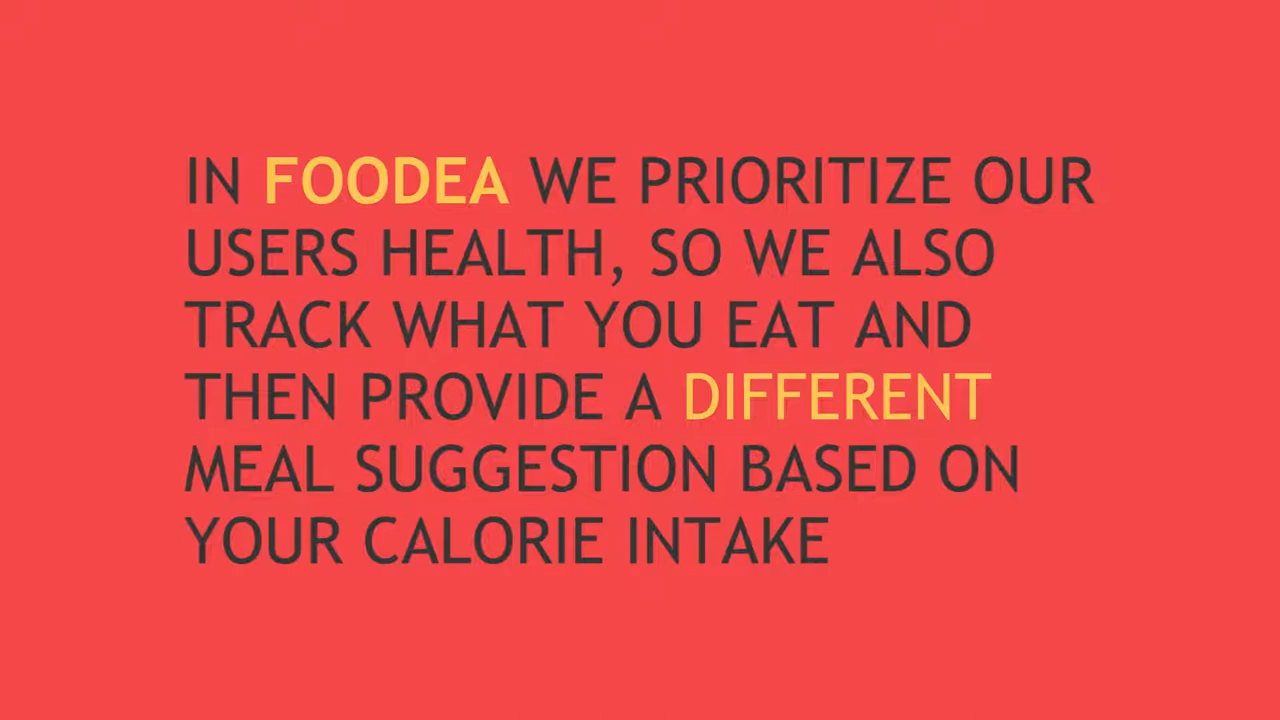 IN FOODEA WE PRIORITIZE OUR
USERS HEALTH, SO WE ALSO
TRACK WHAT YOU EAT AND
THEN PROVIDE A DIFFERENT
MEAL SUGGESTION BASED ON
YOUR CALORIE INTAKE